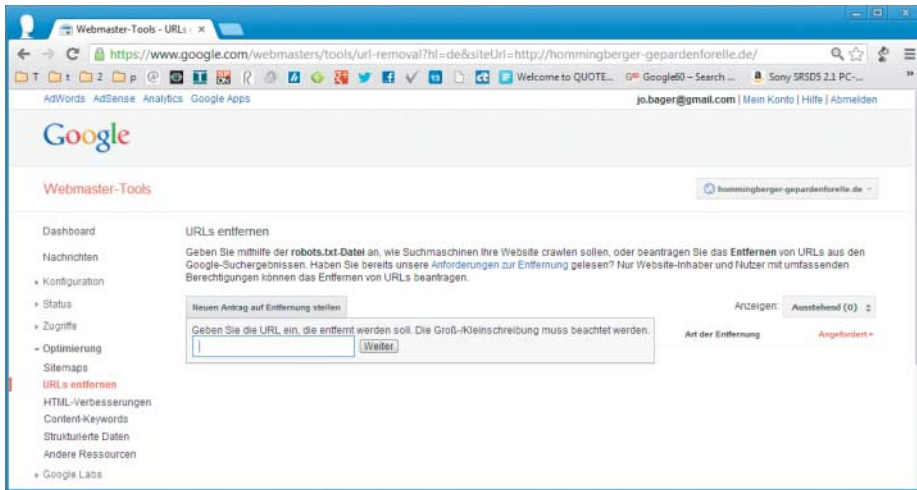 Webmaster-Tools - URLs
https://www.google.com/webmasters/tools/url-removal?hl=de&siteUrl=http://hommingberger-gepardenforelle.de/
T t 2 p Welcome to QUOTE... Google80 – Search ... Sony SRSD5 2.1 PC-...
AdWords AdSense Analytics Google Apps
jo.bager@gmail.com | Mein Konto | Hilfe | Abmelden
Google
Webmaster-Tools
hommingberger-gepardenforelle.de
Dashboard
Nachrichten
Konfiguration
Status
Zugriffe
Optimierung
Sitemaps
URLs entfernen
HTML-Verbesserungen
Content-Keywords
Strukturierte Daten
Andere Ressourcen
Google Labs
URLs entfernen
Geben Sie mithilfe der robots.txt-Datei an, wie Suchmaschinen Ihre Website crawlen sollen, oder beantragen Sie das Entfernen von URLs aus den
Google-Suchergebnissen. Haben Sie bereits unsere Anforderungen zur Entfernung gelesen? Nur Website-Inhaber und Nutzer mit umfassenden
Berechtigungen können das Entfernen von URLs beantragen.
Neuen Antrag auf Entfernung stellen
Anzeigen: Ausstehend (0)
Geben Sie die URL ein, die entfernt werden soll. Die Groß-/Kleinschreibung muss beachtet werden.
Weiter
Art der Entfernung
Angefordert